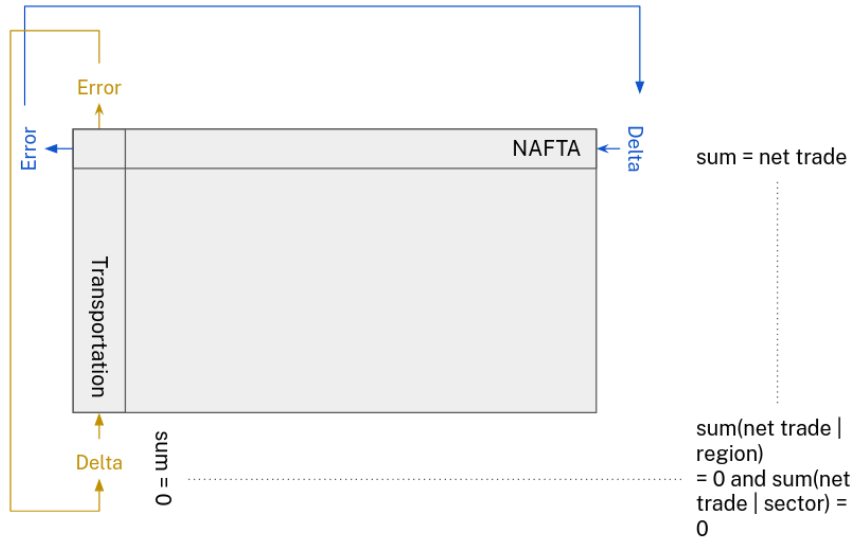 Error
Error
NAFTA
Delta
sum = net trade
Transportation
Delta
sum = 0
sum(net trade |
region)
= 0 and sum(net
trade | sector) =
0